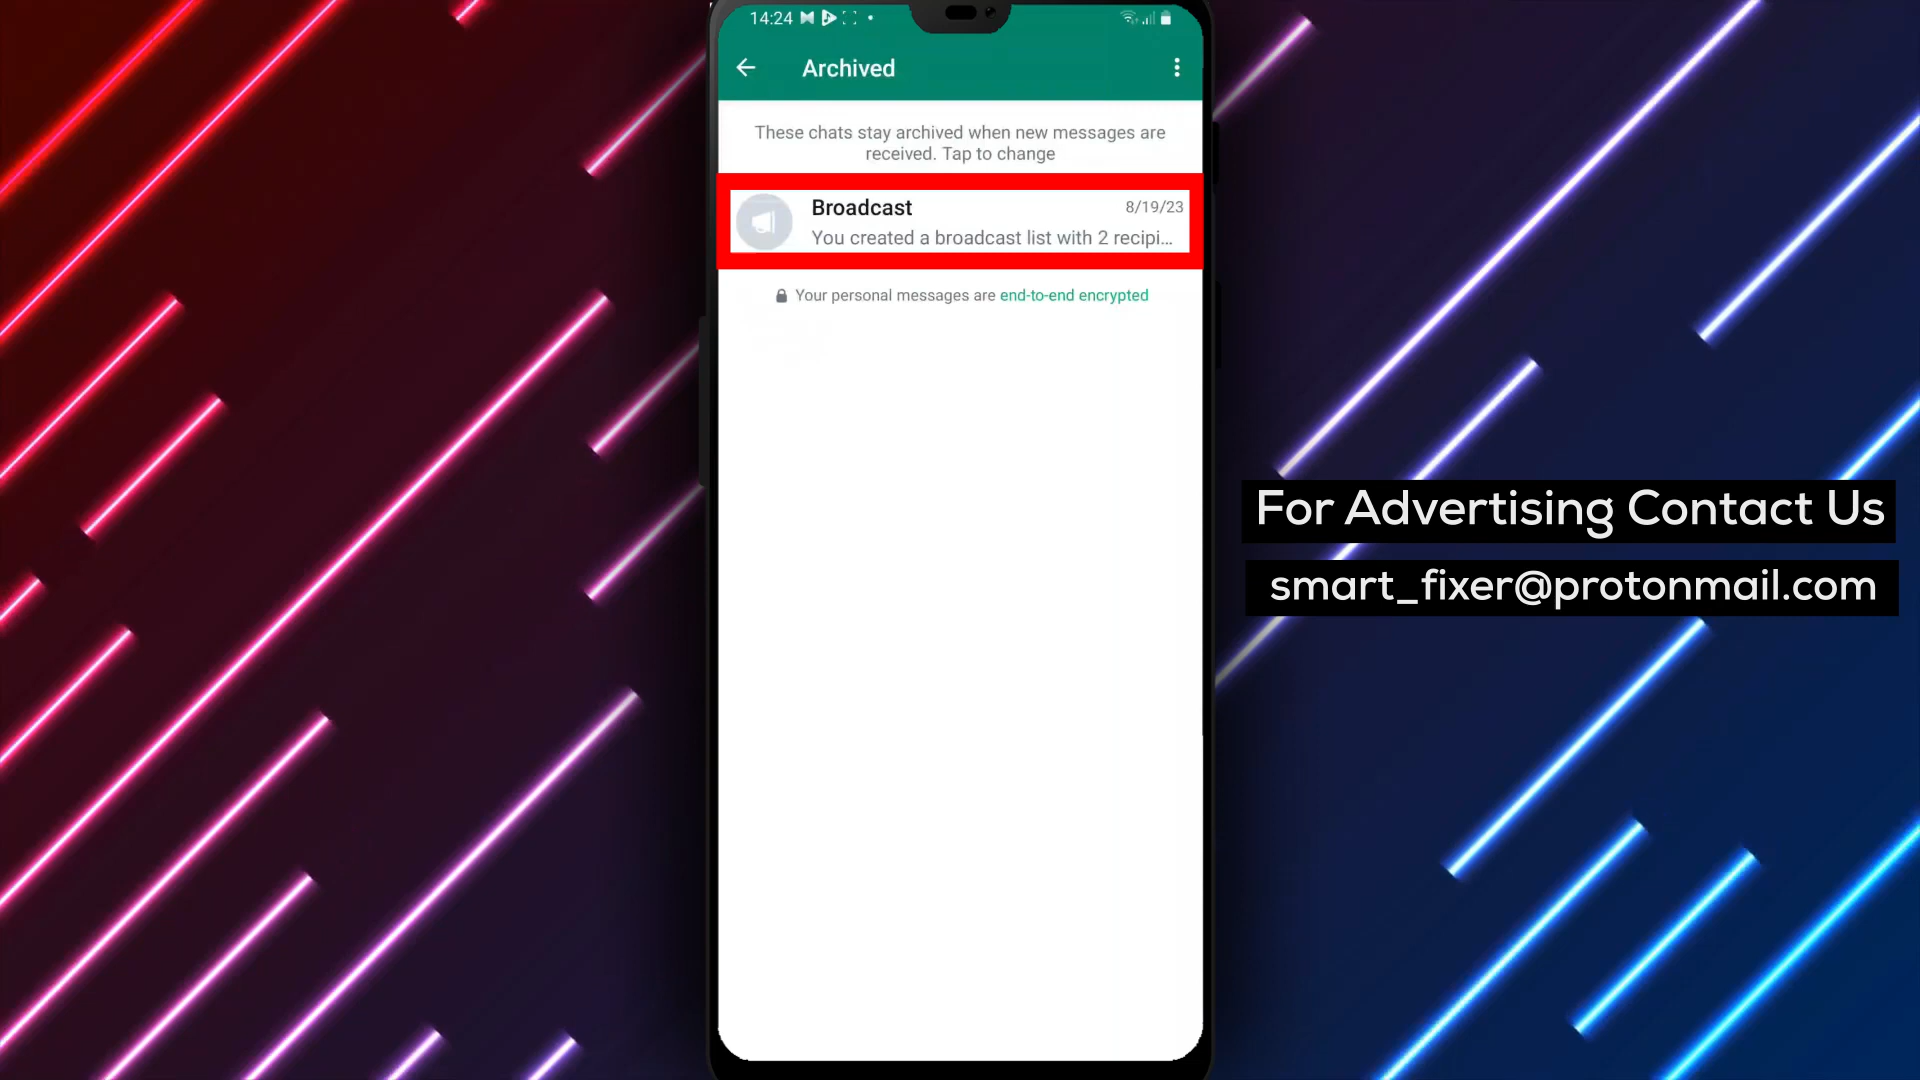 14:24
Archived
These chats stay archived when new messages are
received. Tap to change
Broadcast
8/19/23
You created a broadcast list with 2 recipi...
Your personal messages are end-to-end encrypted
For Advertising Contact Us
smart_fixer@protonmail.com